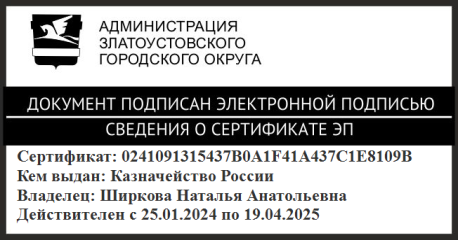 АДМИНИСТРАЦИЯ
ЗЛАТОУСТОВСКОГО
ГОРОДСКОГО ОКРУГА
ДОКУМЕНТ ПОДПИСАН ЭЛЕКТРОННОЙ ПОДПИСЬЮ
СВЕДЕНИЯ О СЕРТИФИКАТЕ ЭП
Сертификат: 0241091315437B0A1F41A437C1E8109B
Кем выдан: Казначейство России
Владелец: Ширкова Наталья Анатольевна
Действителен с 25.01.2024 по 19.04.2025